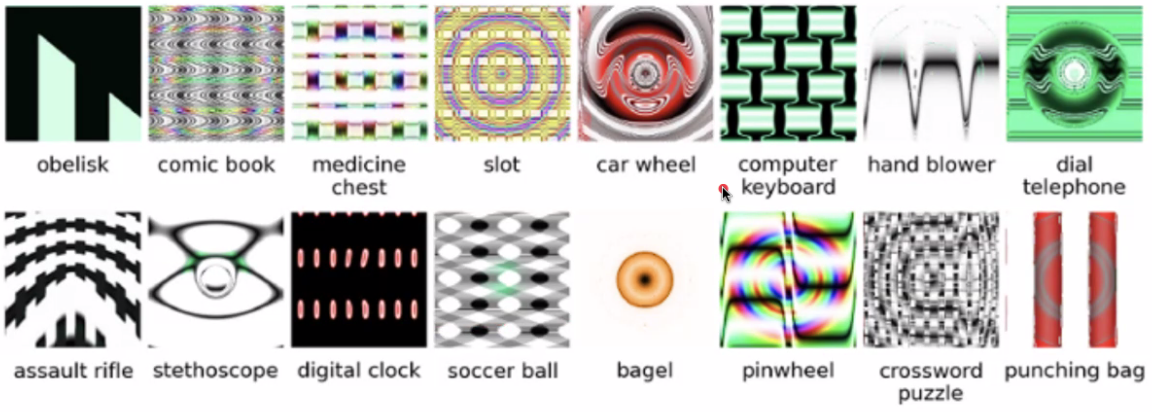 obelisk
comic book
medicine
chest
slot
car wheel
computer
keyboard
hand blower
dial
telephone
assault rifle
stethoscope
digital clock
soccer ball
bagel
pinwheel
crossword
puzzle
punching bag